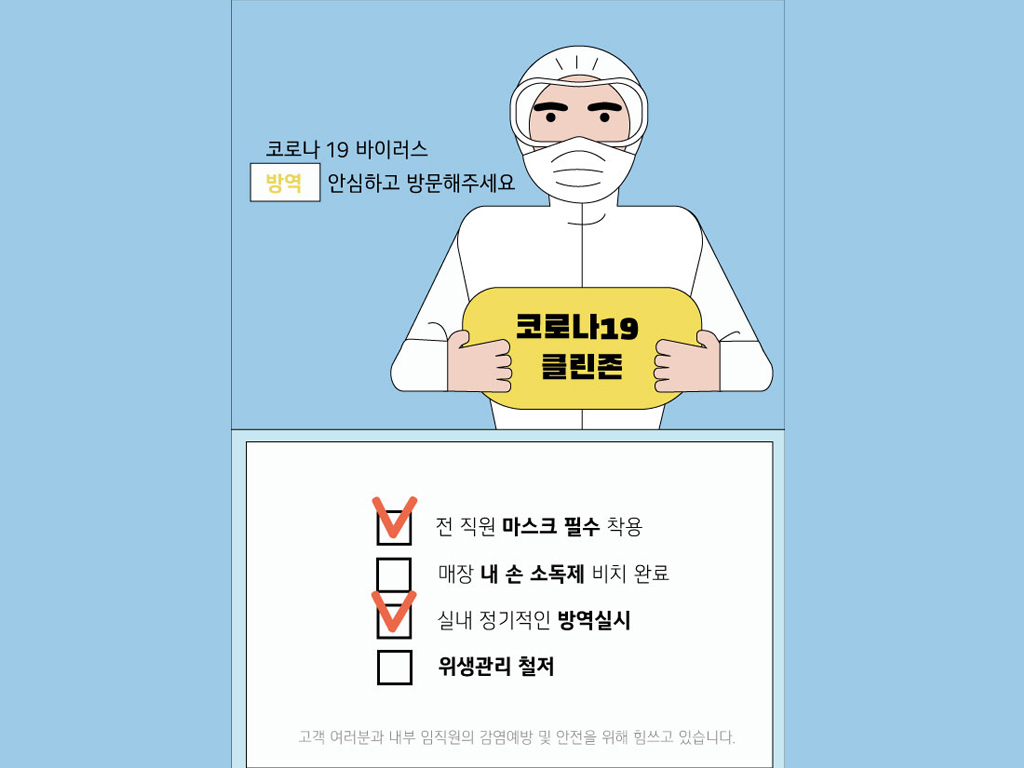 코로나 19 바이러스
방역 안심하고 방문해주세요
코로나19
클린존
전 직원 마스크 필수 착용
매장 내 손 소독제 비치 완료
실내 정기적인 방역실시
위생관리 철저
고객 여러분과 내부 임직원의 감염예방 및 안전을 위해 힘쓰고 있습니다.